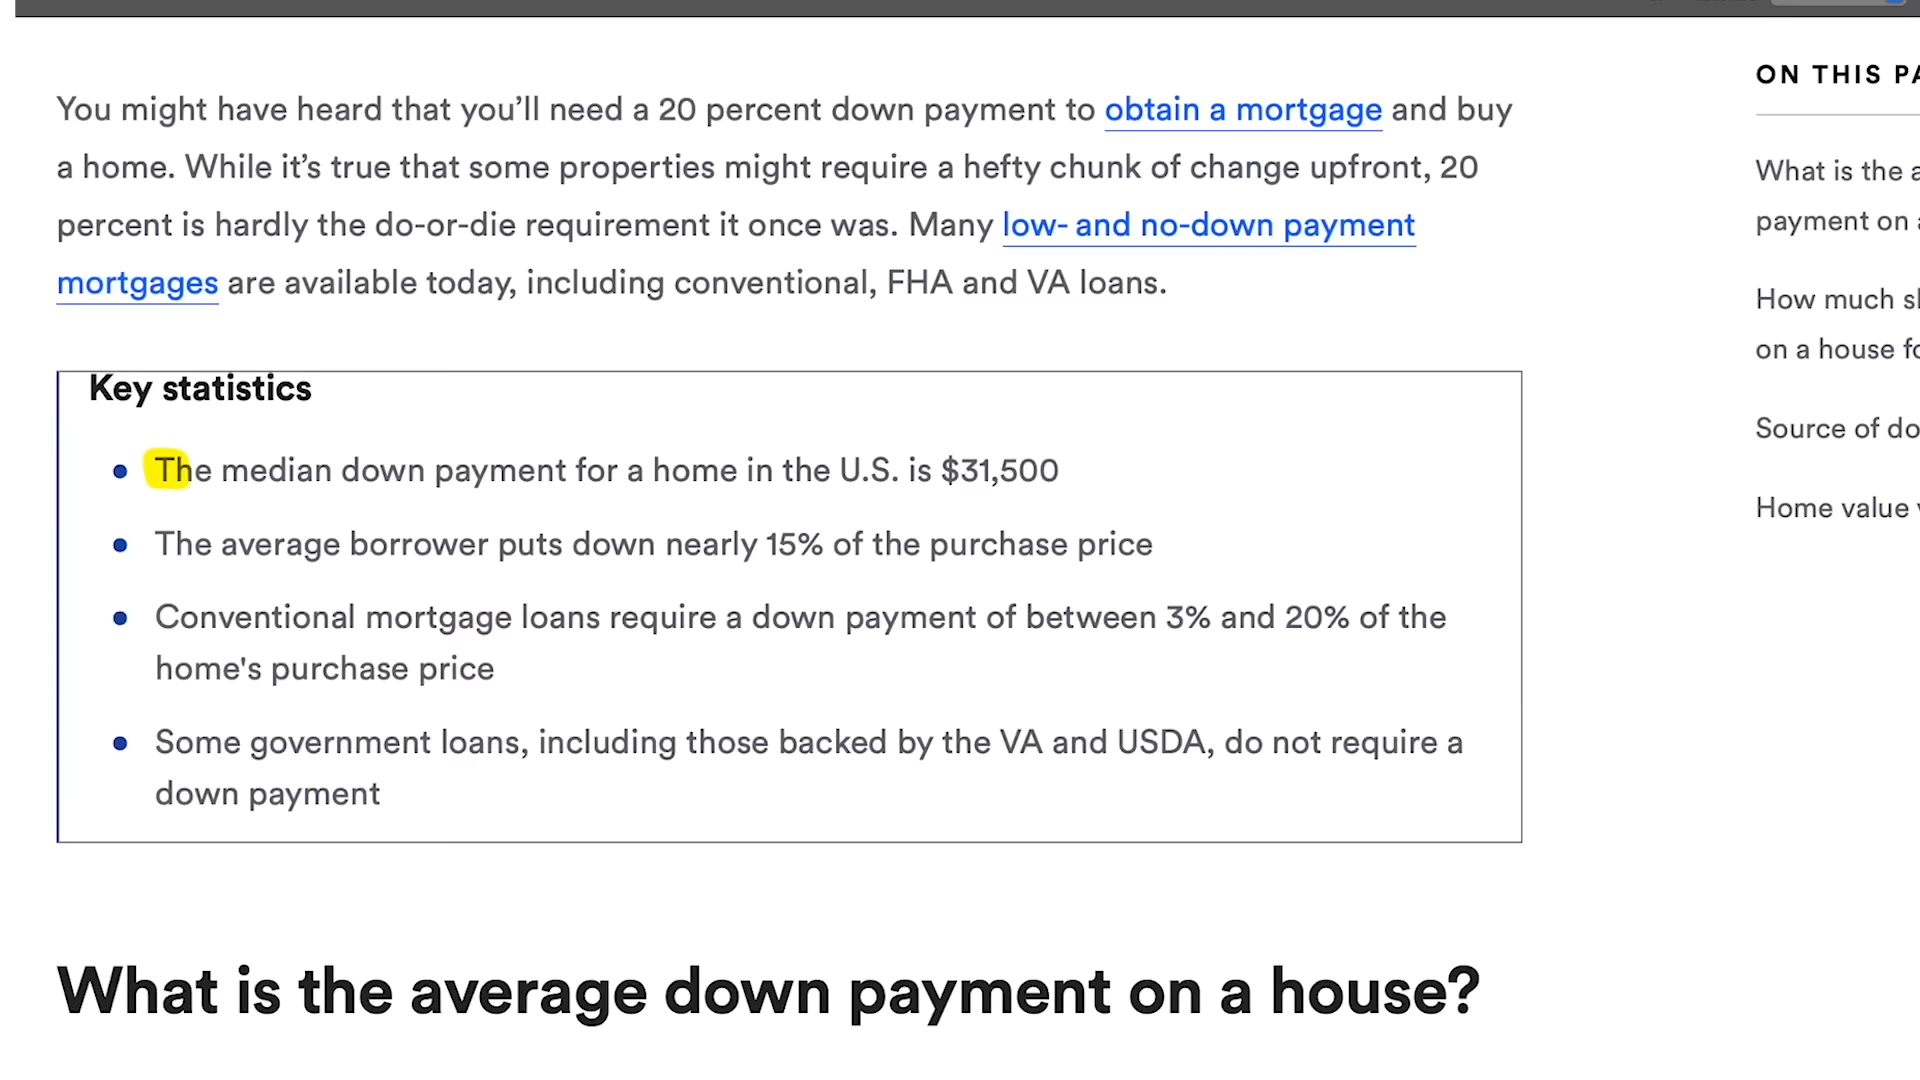 You might have heard that you’ll need a 20 percent down payment to obtain a mortgage and buy
a home. While it’s true that some properties might require a hefty chunk of change upfront, 20
percent is hardly the do-or-die requirement it once was. Many low- and no-down payment
mortgages are available today, including conventional, FHA and VA loans.
Key statistics
The median down payment for a home in the U.S. is $31,500
The average borrower puts down nearly 15% of the purchase price
Conventional mortgage loans require a down payment of between 3% and 20% of the
home's purchase price
Some government loans, including those backed by the VA and USDA, do not require a
down payment
What is the average down payment on a house?
ON THIS
What is the
payment on
How much
on a house
Source of
Home value